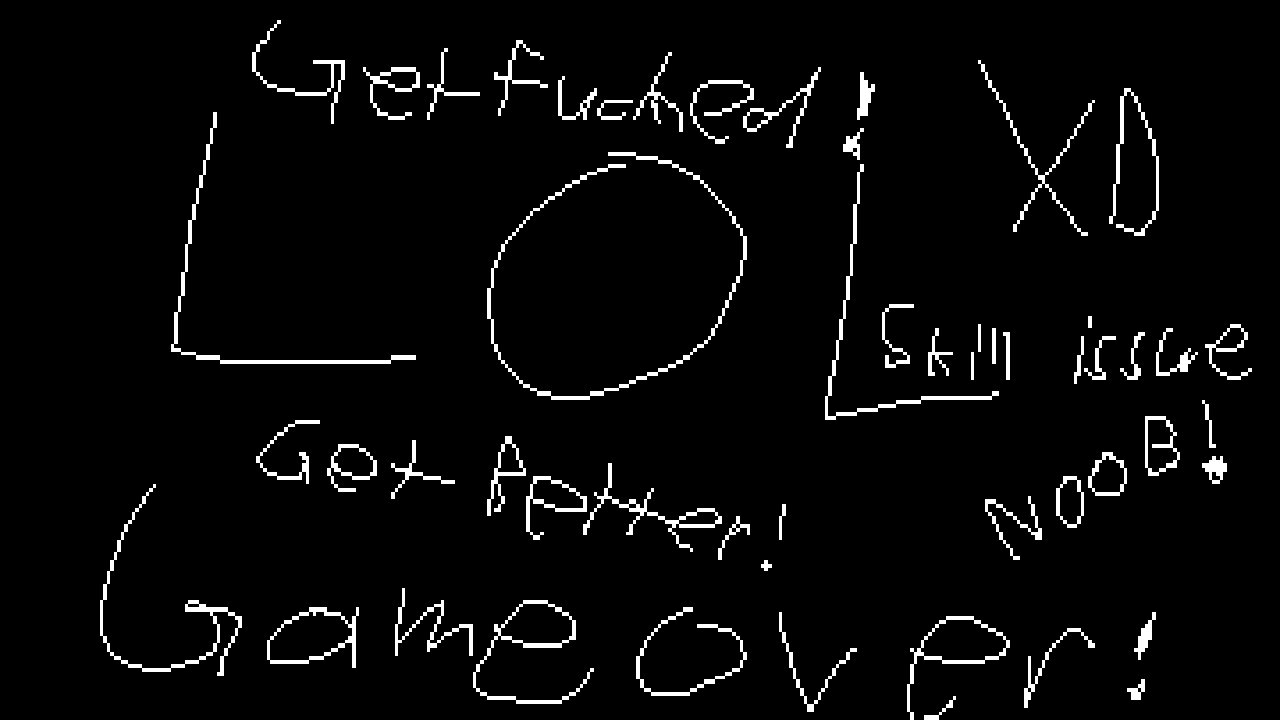 Get fucked!
XD
LOL
Skill issue
Get Better!
NOOB!
Game over!